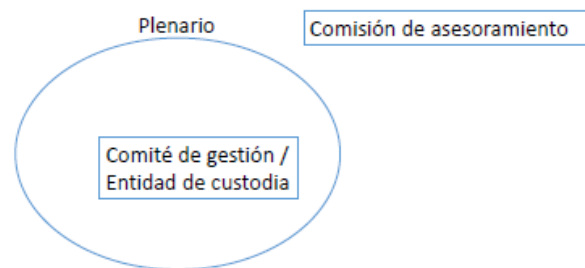 Plenario
Comisión de asesoramiento
Comité de gestión /
Entidad de custodia